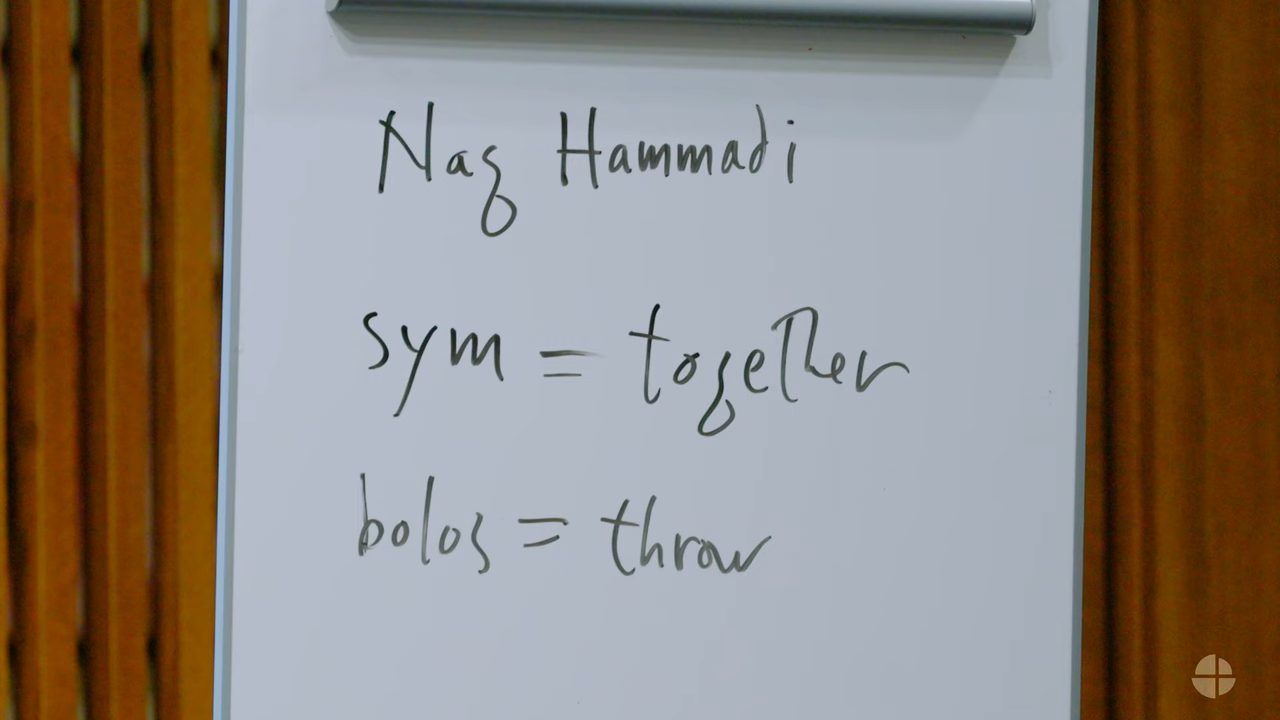 Nag Hammadi
sym = together
bolos = throw